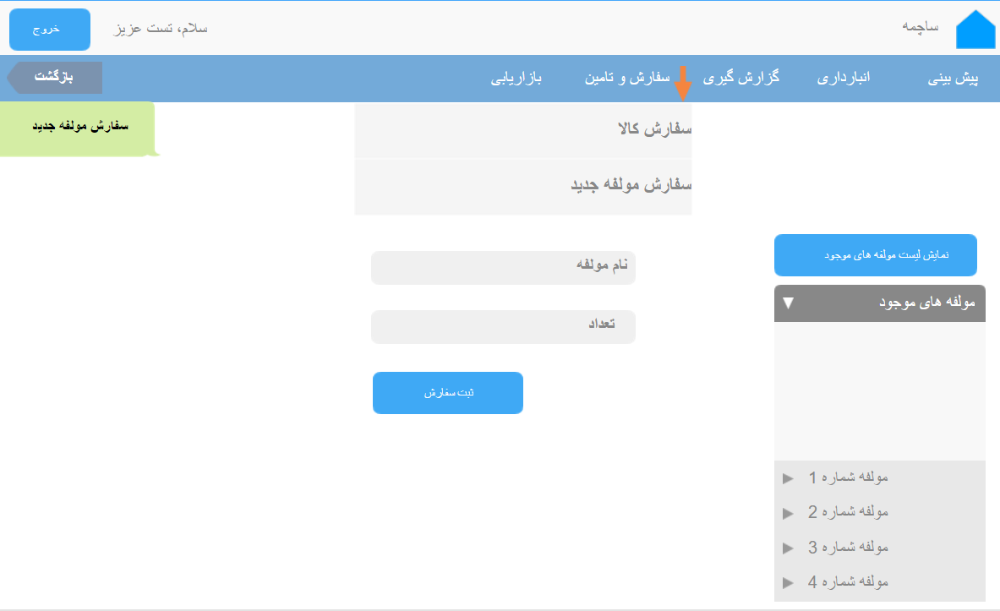 ساچمه
سلام، تست عزیز
خروج
پیش بینی
انبارداری
گزارش گیری
سفارش و تامین
بازاریابی
بازگشت
سفارش مولفه جدید
سفارش کالا
سفارش مولفه جدید
نمایش لیست مولفه های موجود
نام مولفه
مولفه های موجود
تعداد
ثبت سفارش
مولفه شماره 1
مولفه شماره 2
مولفه شماره 3
مولفه شماره 4